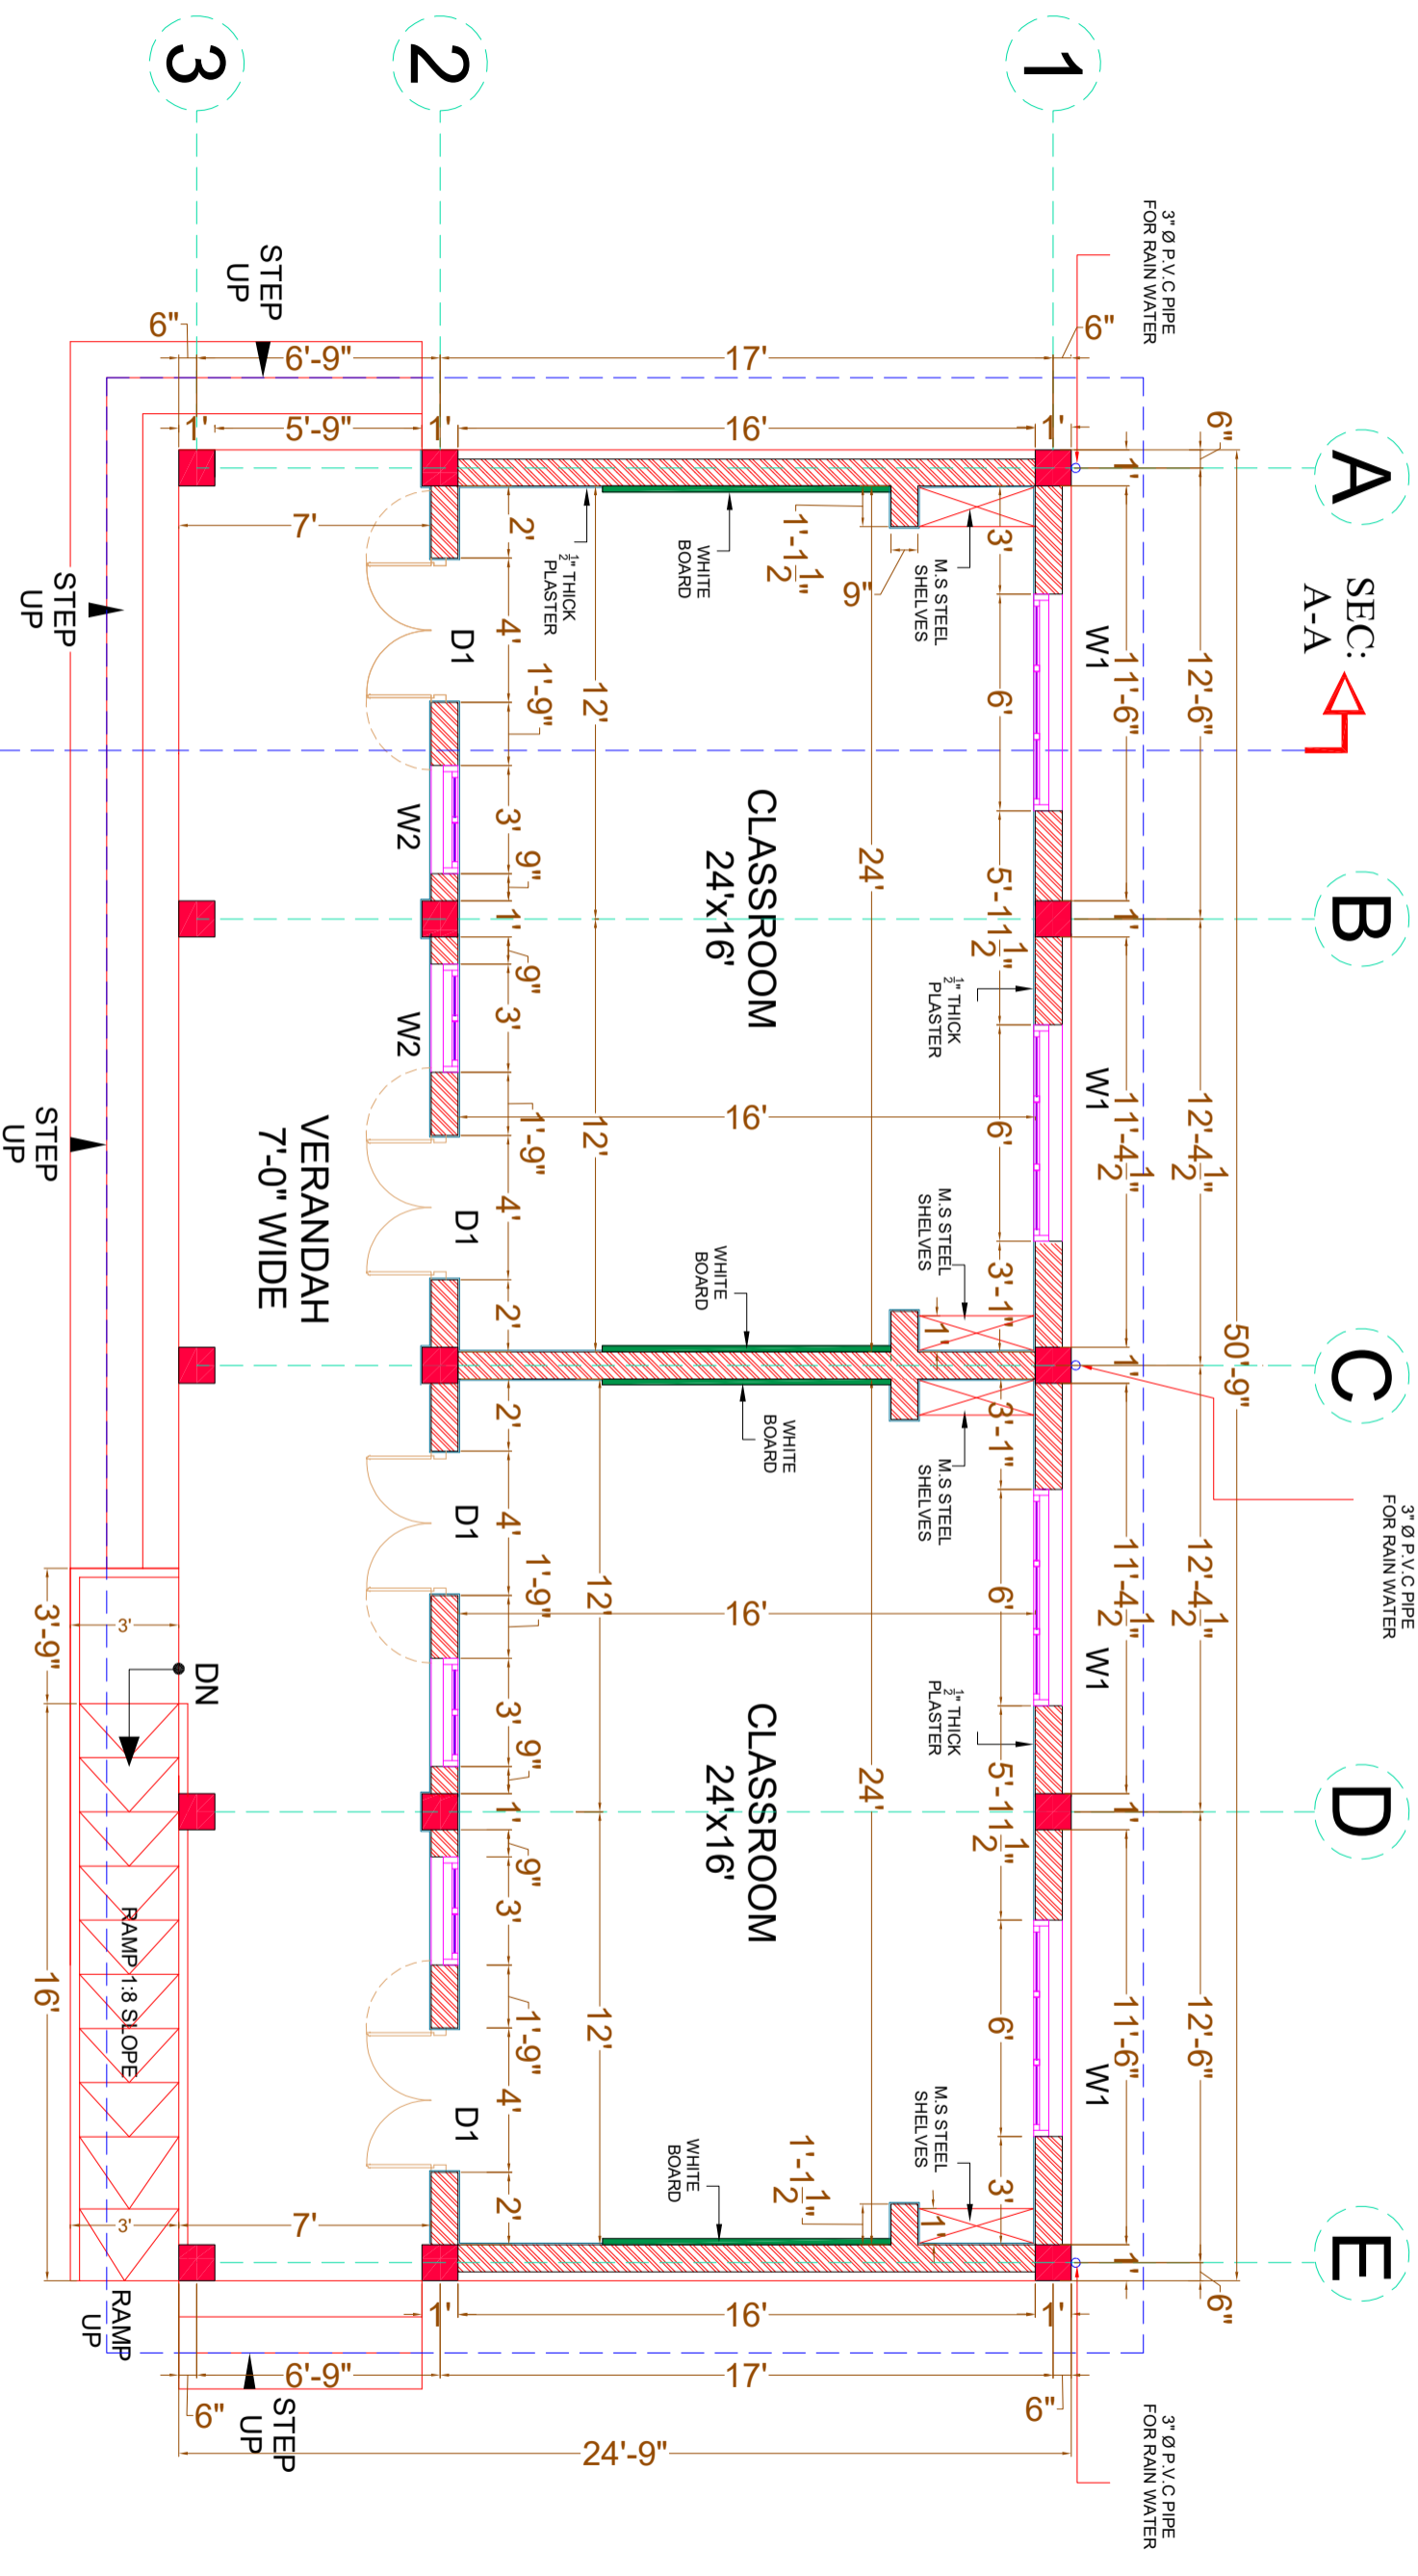 3" Ø P.V.C PIPE
FOR RAIN WATER
A
B
C
D
E
SEC:
A-A
50'-9"
6"
12'-6"
12'-4 1/2"
12'-4 1/2"
12'-6"
6"
3" Ø P.V.C PIPE
FOR RAIN WATER
3" Ø P.V.C PIPE
FOR RAIN WATER
1'
11'-6"
1'
11'-4 1/2"
1'
11'-4 1/2"
1'
11'-6"
1'
W1
W1
W1
W1
1
6"
1'
6"
1'
3'
6'
5'-1 1/2"
6'
3'-1"
3'-1"
6'
5'-1 1/2"
6'
3'
M.S STEEL
SHELVES
1/2" THICK
PLASTER
M.S STEEL
SHELVES
M.S STEEL
SHELVES
1/2" THICK
PLASTER
M.S STEEL
SHELVES
1'
1'
9"
24'
24'
1'-1 1/2"
1'-1 1/2"
17'
16'
CLASSROOM
24'x16'
16'
16'
CLASSROOM
24'x16'
16'
17'
WHITE
BOARD
WHITE
BOARD
WHITE
BOARD
WHITE
BOARD
24'-9"
12'
12'
12'
12'
1/2" THICK
PLASTER
2'
4'
1'-9"
3'
9"
1'
9"
3'
1'-9"
4'
2'
2'
4'
1'-9"
3'
9"
1'
9"
3'
1'-9"
4'
2'
D1
D1
D1
D1
2
1'
1'
W2
W2
6'-9"
5'-9"
7'
VERANDAH
7'-0" WIDE
7'
6'-9"
STEP
UP
STEP
UP
3
6"
1'
DN
6"
3'
RAMP 1:8 SLOPE
3'
RAMP
UP
STEP
UP
STEP
UP
3'-9"
16'